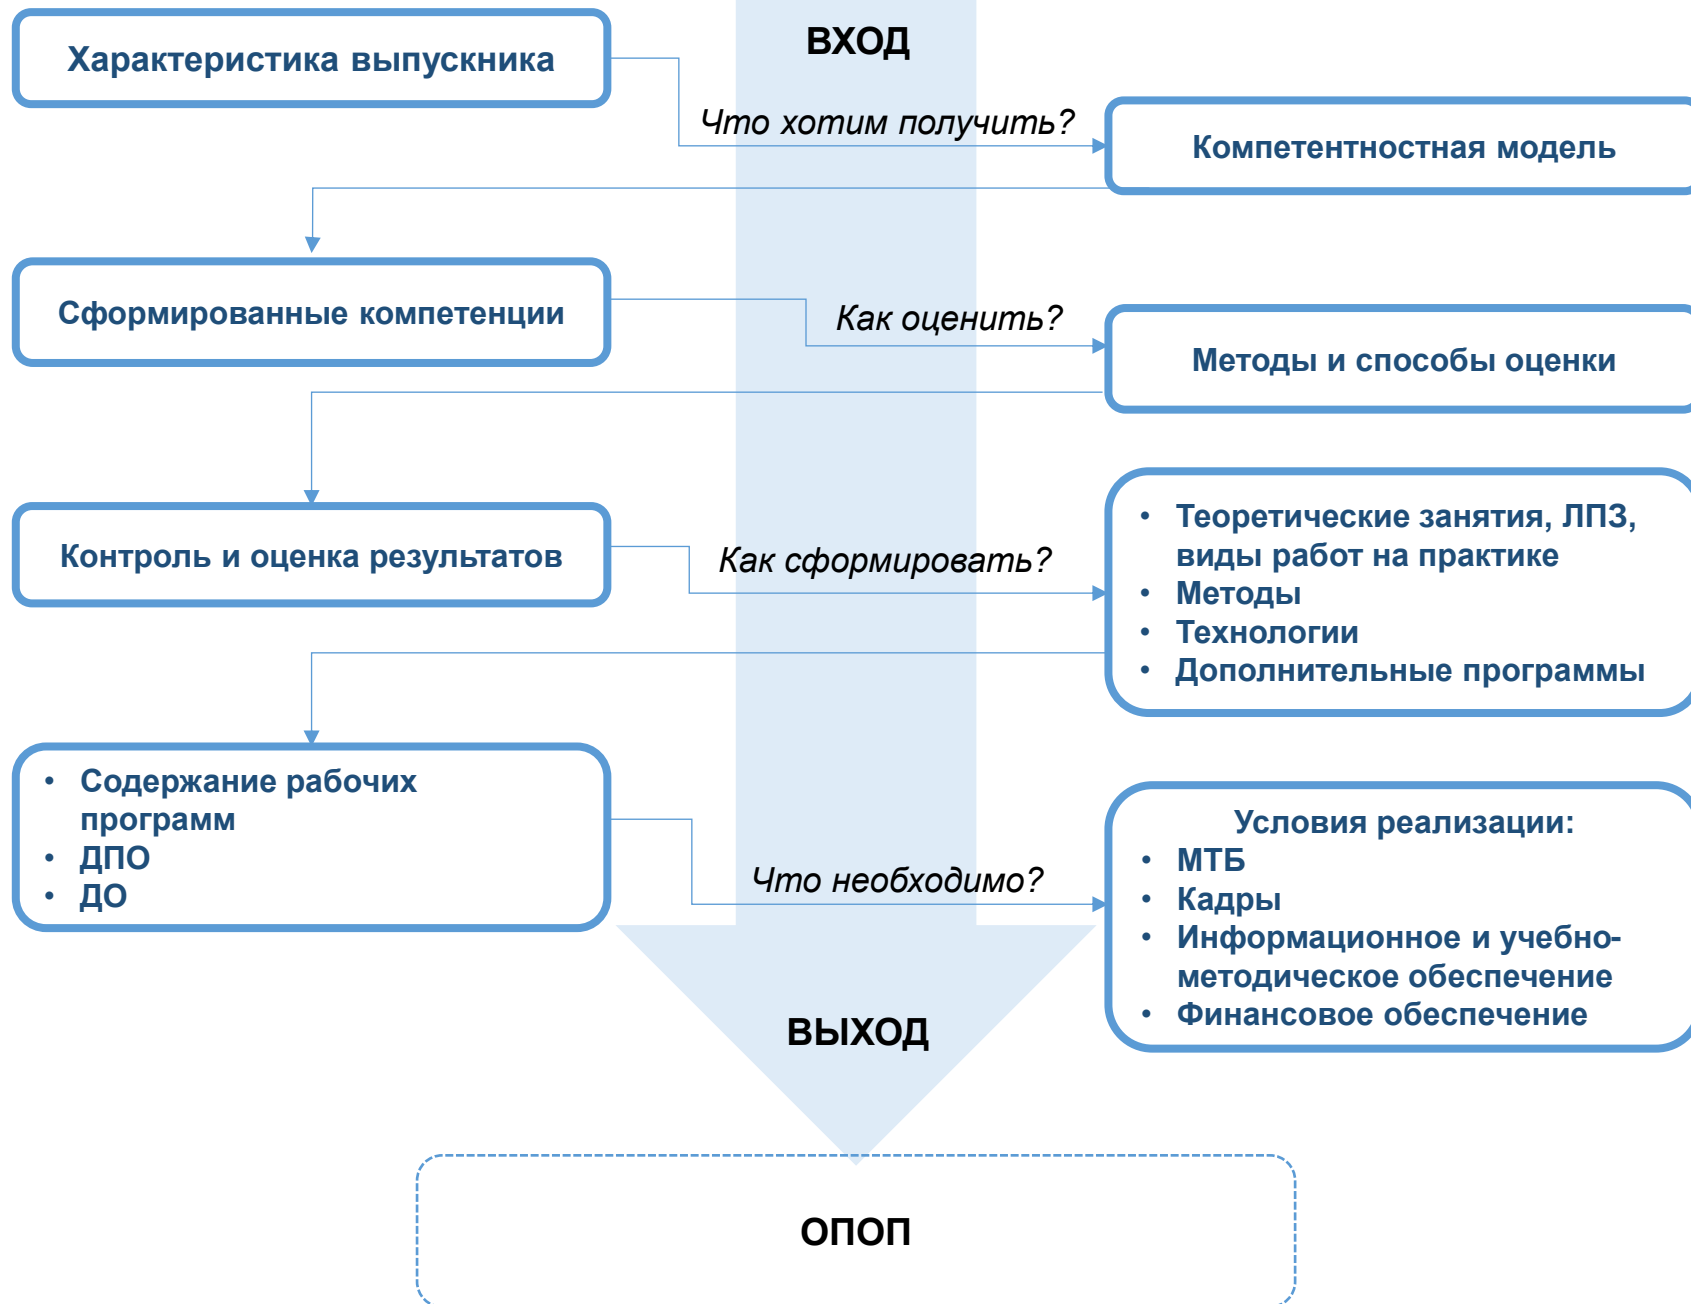 ВХОД
Характеристика выпускника
Что хотим получить?
Компетентностная модель
Сформированные компетенции
Как оценить?
Методы и способы оценки
Контроль и оценка результатов
Как сформировать?
• Теоретические занятия, ЛПЗ,
виды работ на практике
• Методы
• Технологии
• Дополнительные программы
• Содержание рабочих
программ
• ДПО
• ДО
Что необходимо?
Условия реализации:
• МТБ
• Кадры
• Информационное и учебно-
методическое обеспечение
• Финансовое обеспечение
ВЫХОД
ОПОП